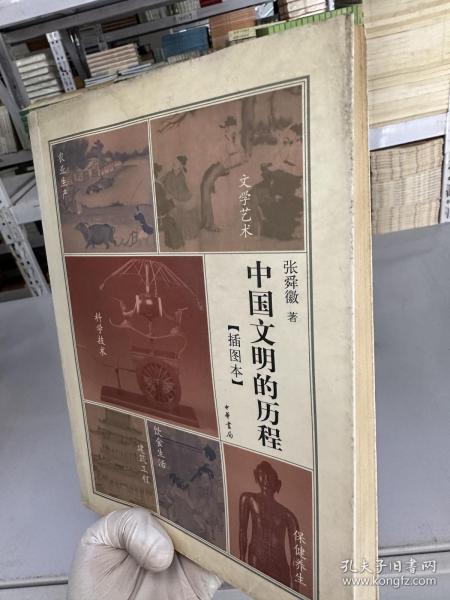 农业生产
文学艺术
张舜徽 著
中国文明的历程
【插图本】
中华书局
科学技术
饮食生活
建筑工程
保健养生
孔夫子旧书网
www.kongfz.com